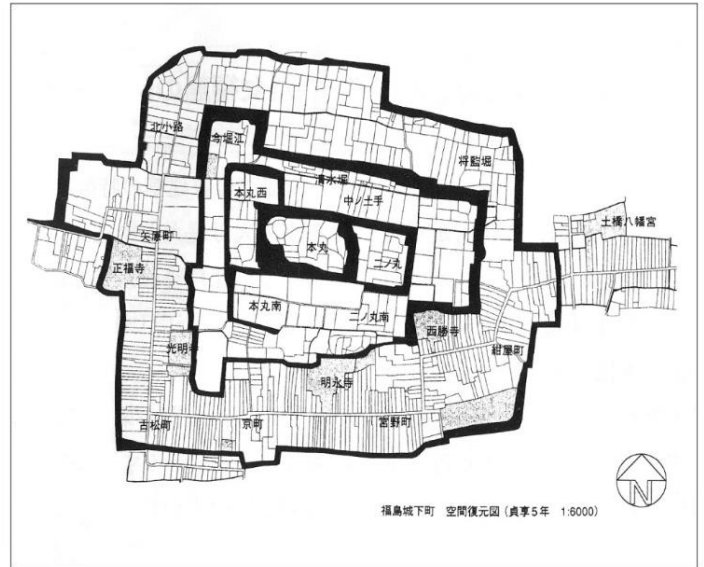 北小路
今堀江
将監堀
清水堀
本丸西
中ノ土手
土橋八幡宮
矢部町
本丸
二ノ丸
正福寺
本丸南
二ノ丸南
西勝寺
光明寺
紺屋町
明永寺
古松町
京町
宮野町
N
福島城下町 空間復元図（貞享5年 1:6000）